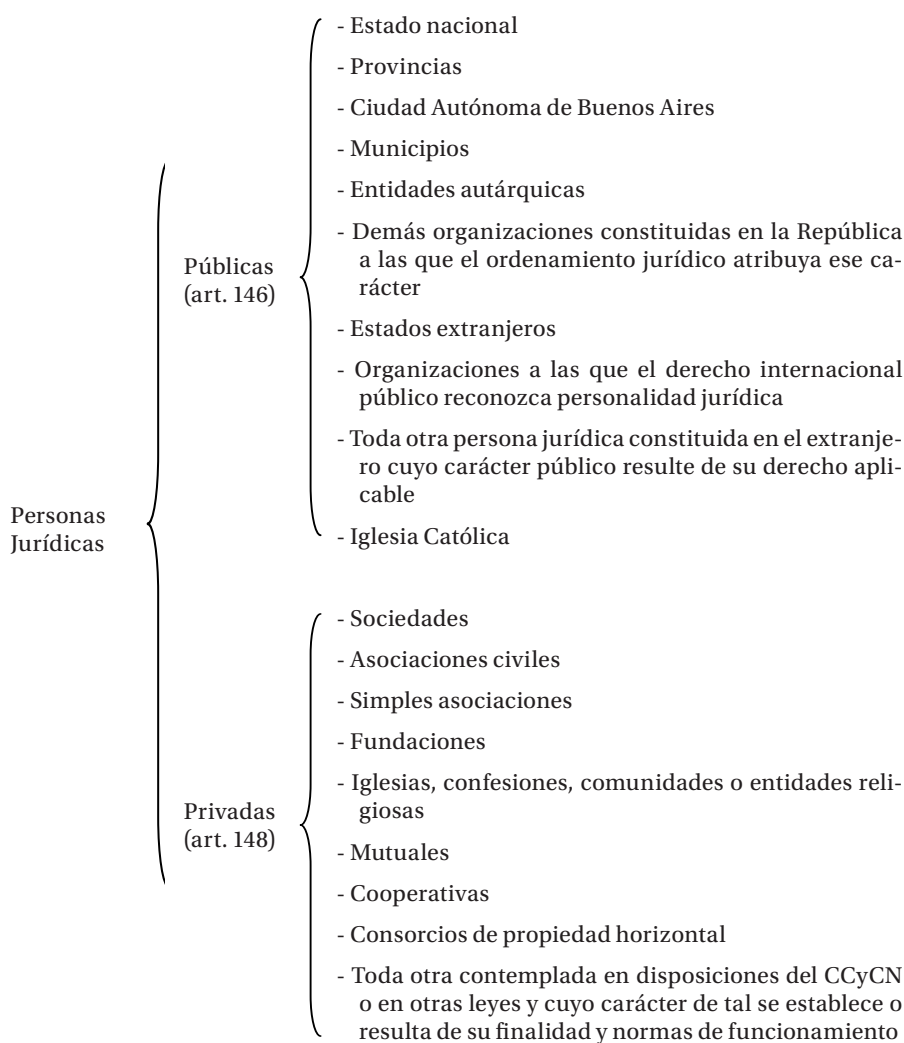 Personas
Jurídicas
Públicas
(art. 146)
- Estado nacional
- Provincias
- Ciudad Autónoma de Buenos Aires
- Municipios
- Entidades autárquicas
- Demás organizaciones constituidas en la República
a las que el ordenamiento jurídico atribuya ese ca-
rácter
- Estados extranjeros
- Organizaciones a las que el derecho internacional
público reconozca personalidad jurídica
- Toda otra persona jurídica constituida en el extranje-
ro cuyo carácter público resulte de su derecho apli-
cable
- Iglesia Católica
Privadas
(art. 148)
- Sociedades
- Asociaciones civiles
- Simples asociaciones
- Fundaciones
- Iglesias, confesiones, comunidades o entidades reli-
giosas
- Mutuales
- Cooperativas
- Consorcios de propiedad horizontal
- Toda otra contemplada en disposiciones del CCyCN
o en otras leyes y cuyo carácter de tal se establece o
resulta de su finalidad y normas de funcionamiento